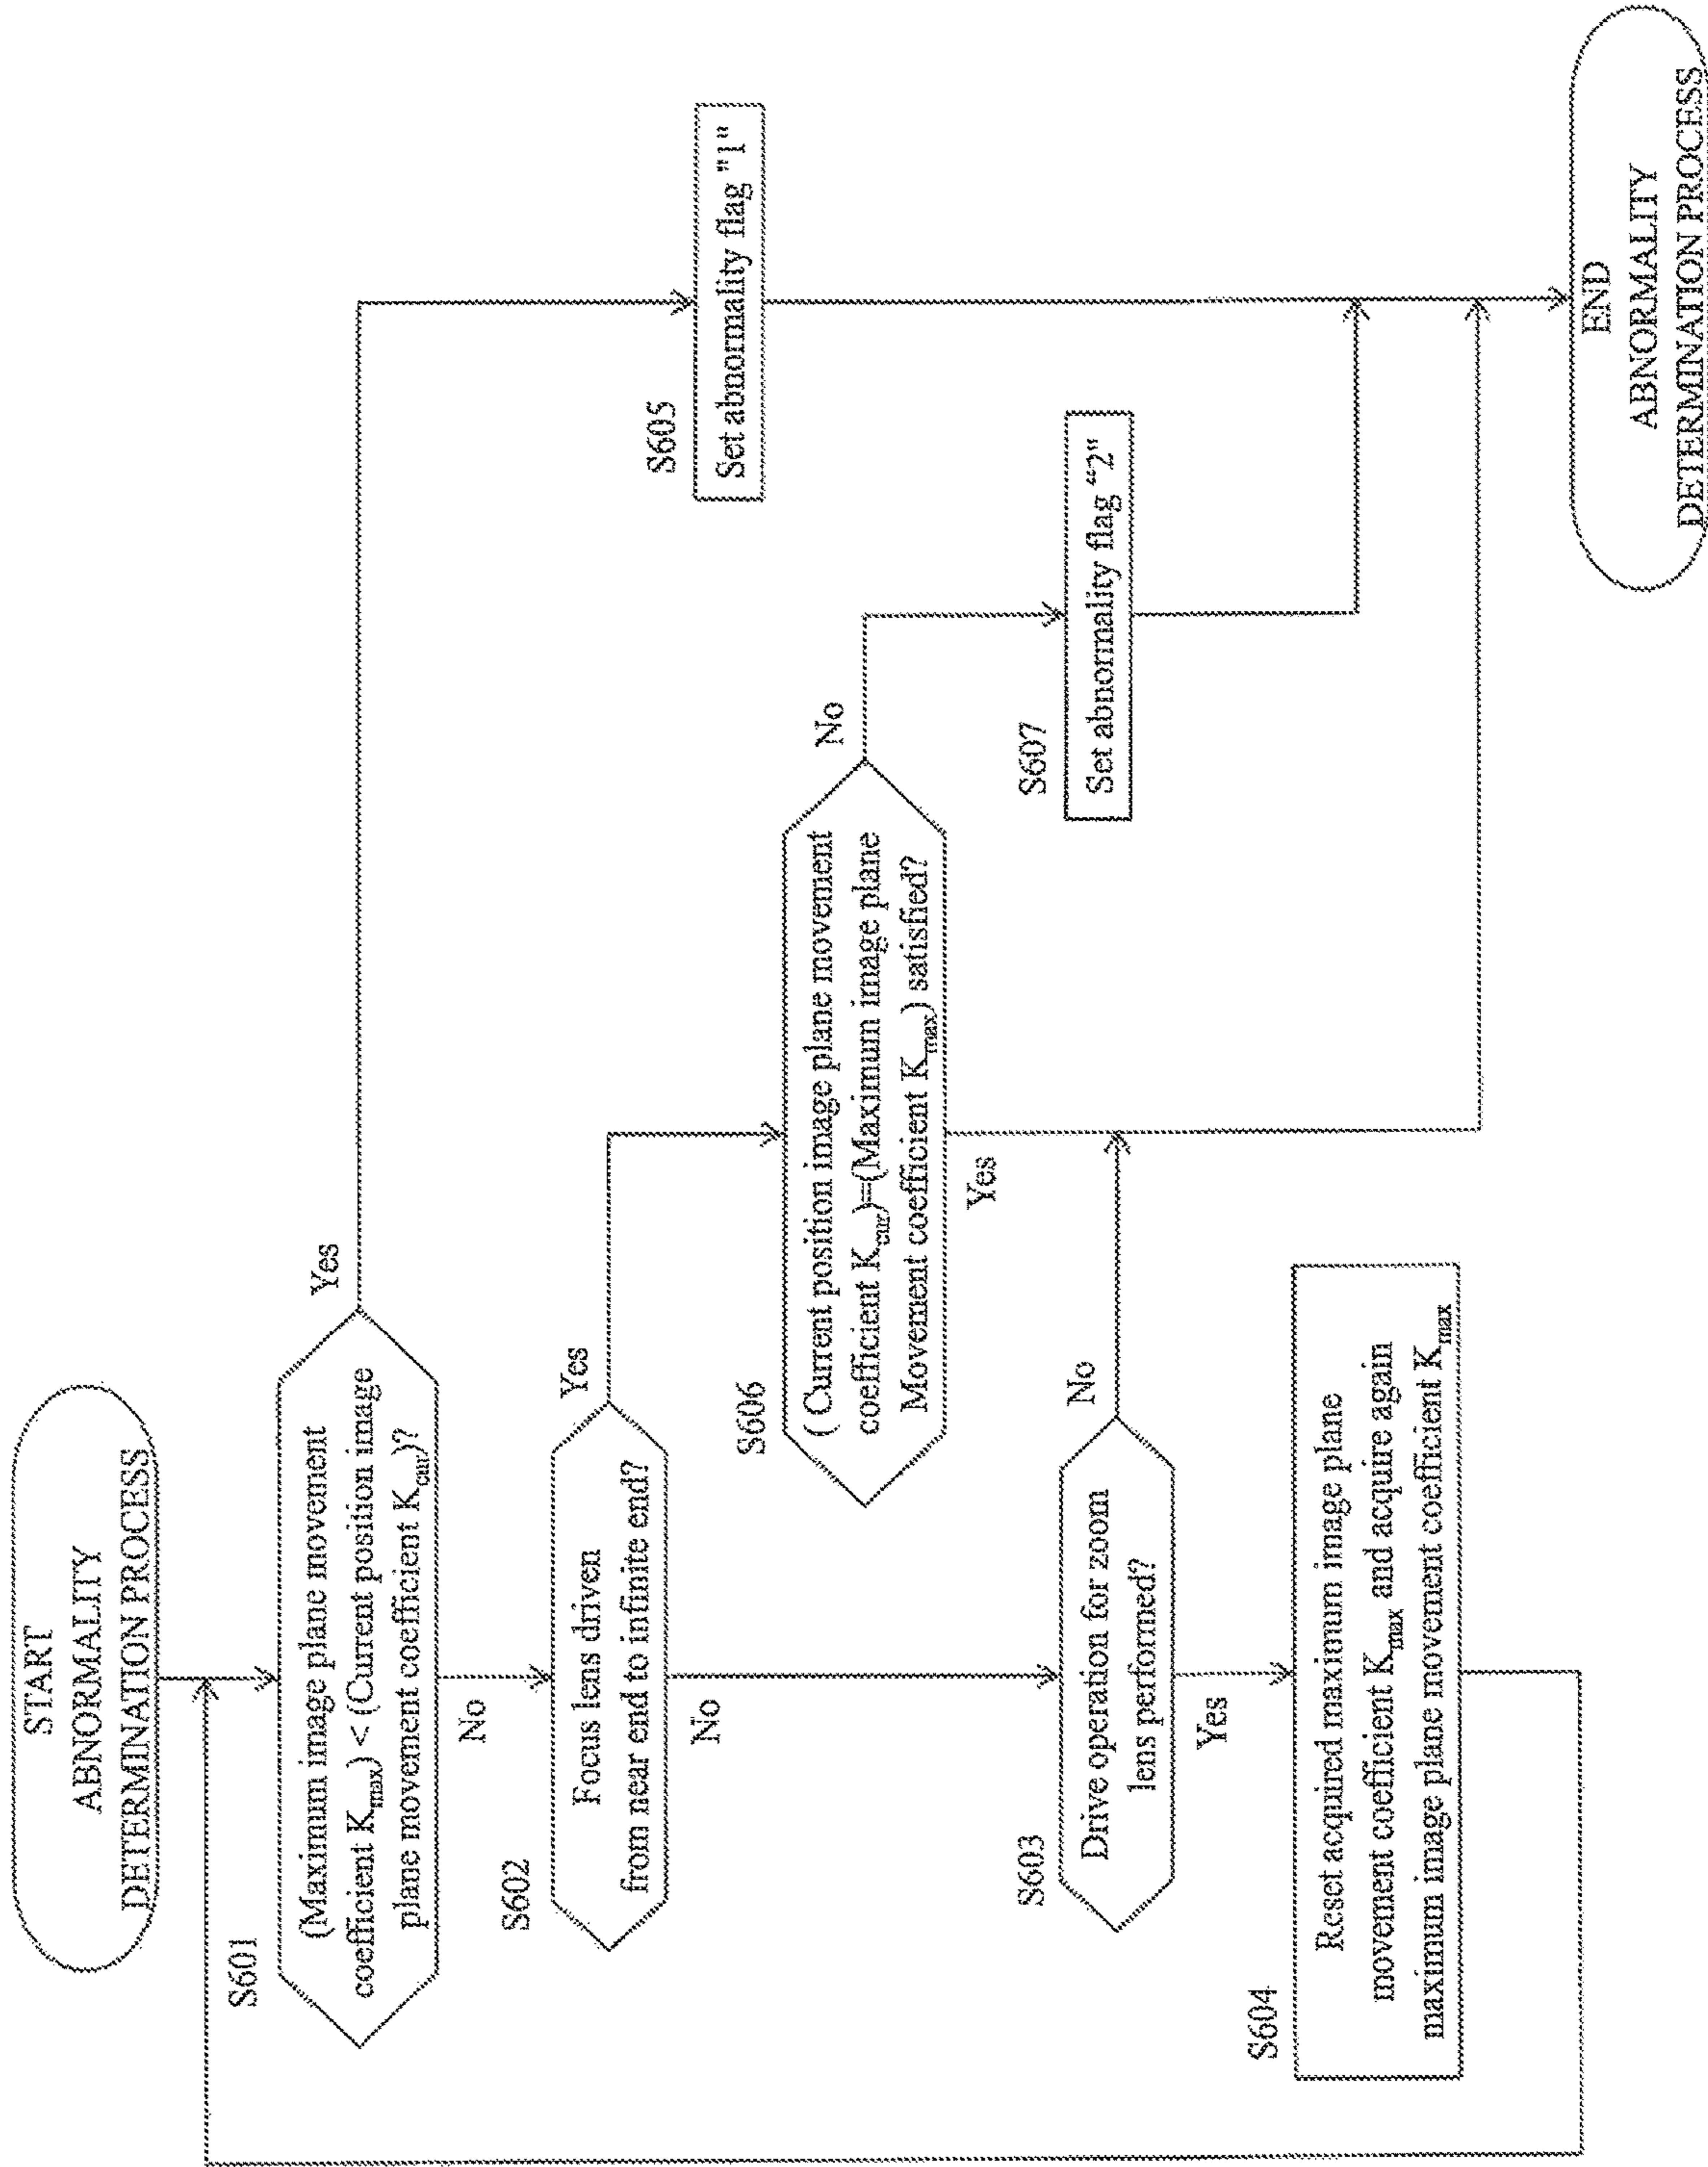 START
ABNORMALITY
DETERMINATION PROCESS
S601
(Maximum image plane movement
coefficient Kmax) < (Current position image
plane movement coefficient Kcur)?
Yes
No
S602
Focus lens driven
from near end to infinite end?
Yes
No
S605
Set abnormality flag "1"
S606
( Current position image plane movement
coefficient Kcur)=(Maximum image plane
Movement coefficient Kmax) satisfied?
No
Yes
S607
Set abnormality flag "2"
S603
Drive operation for zoom
lens performed?
No
Yes
S604
Reset acquired maximum image plane
movement coefficient Kmax and acquire again
maximum image plane movement coefficient Kmax
END
ABNORMALITY
DETERMINATION PROCESS